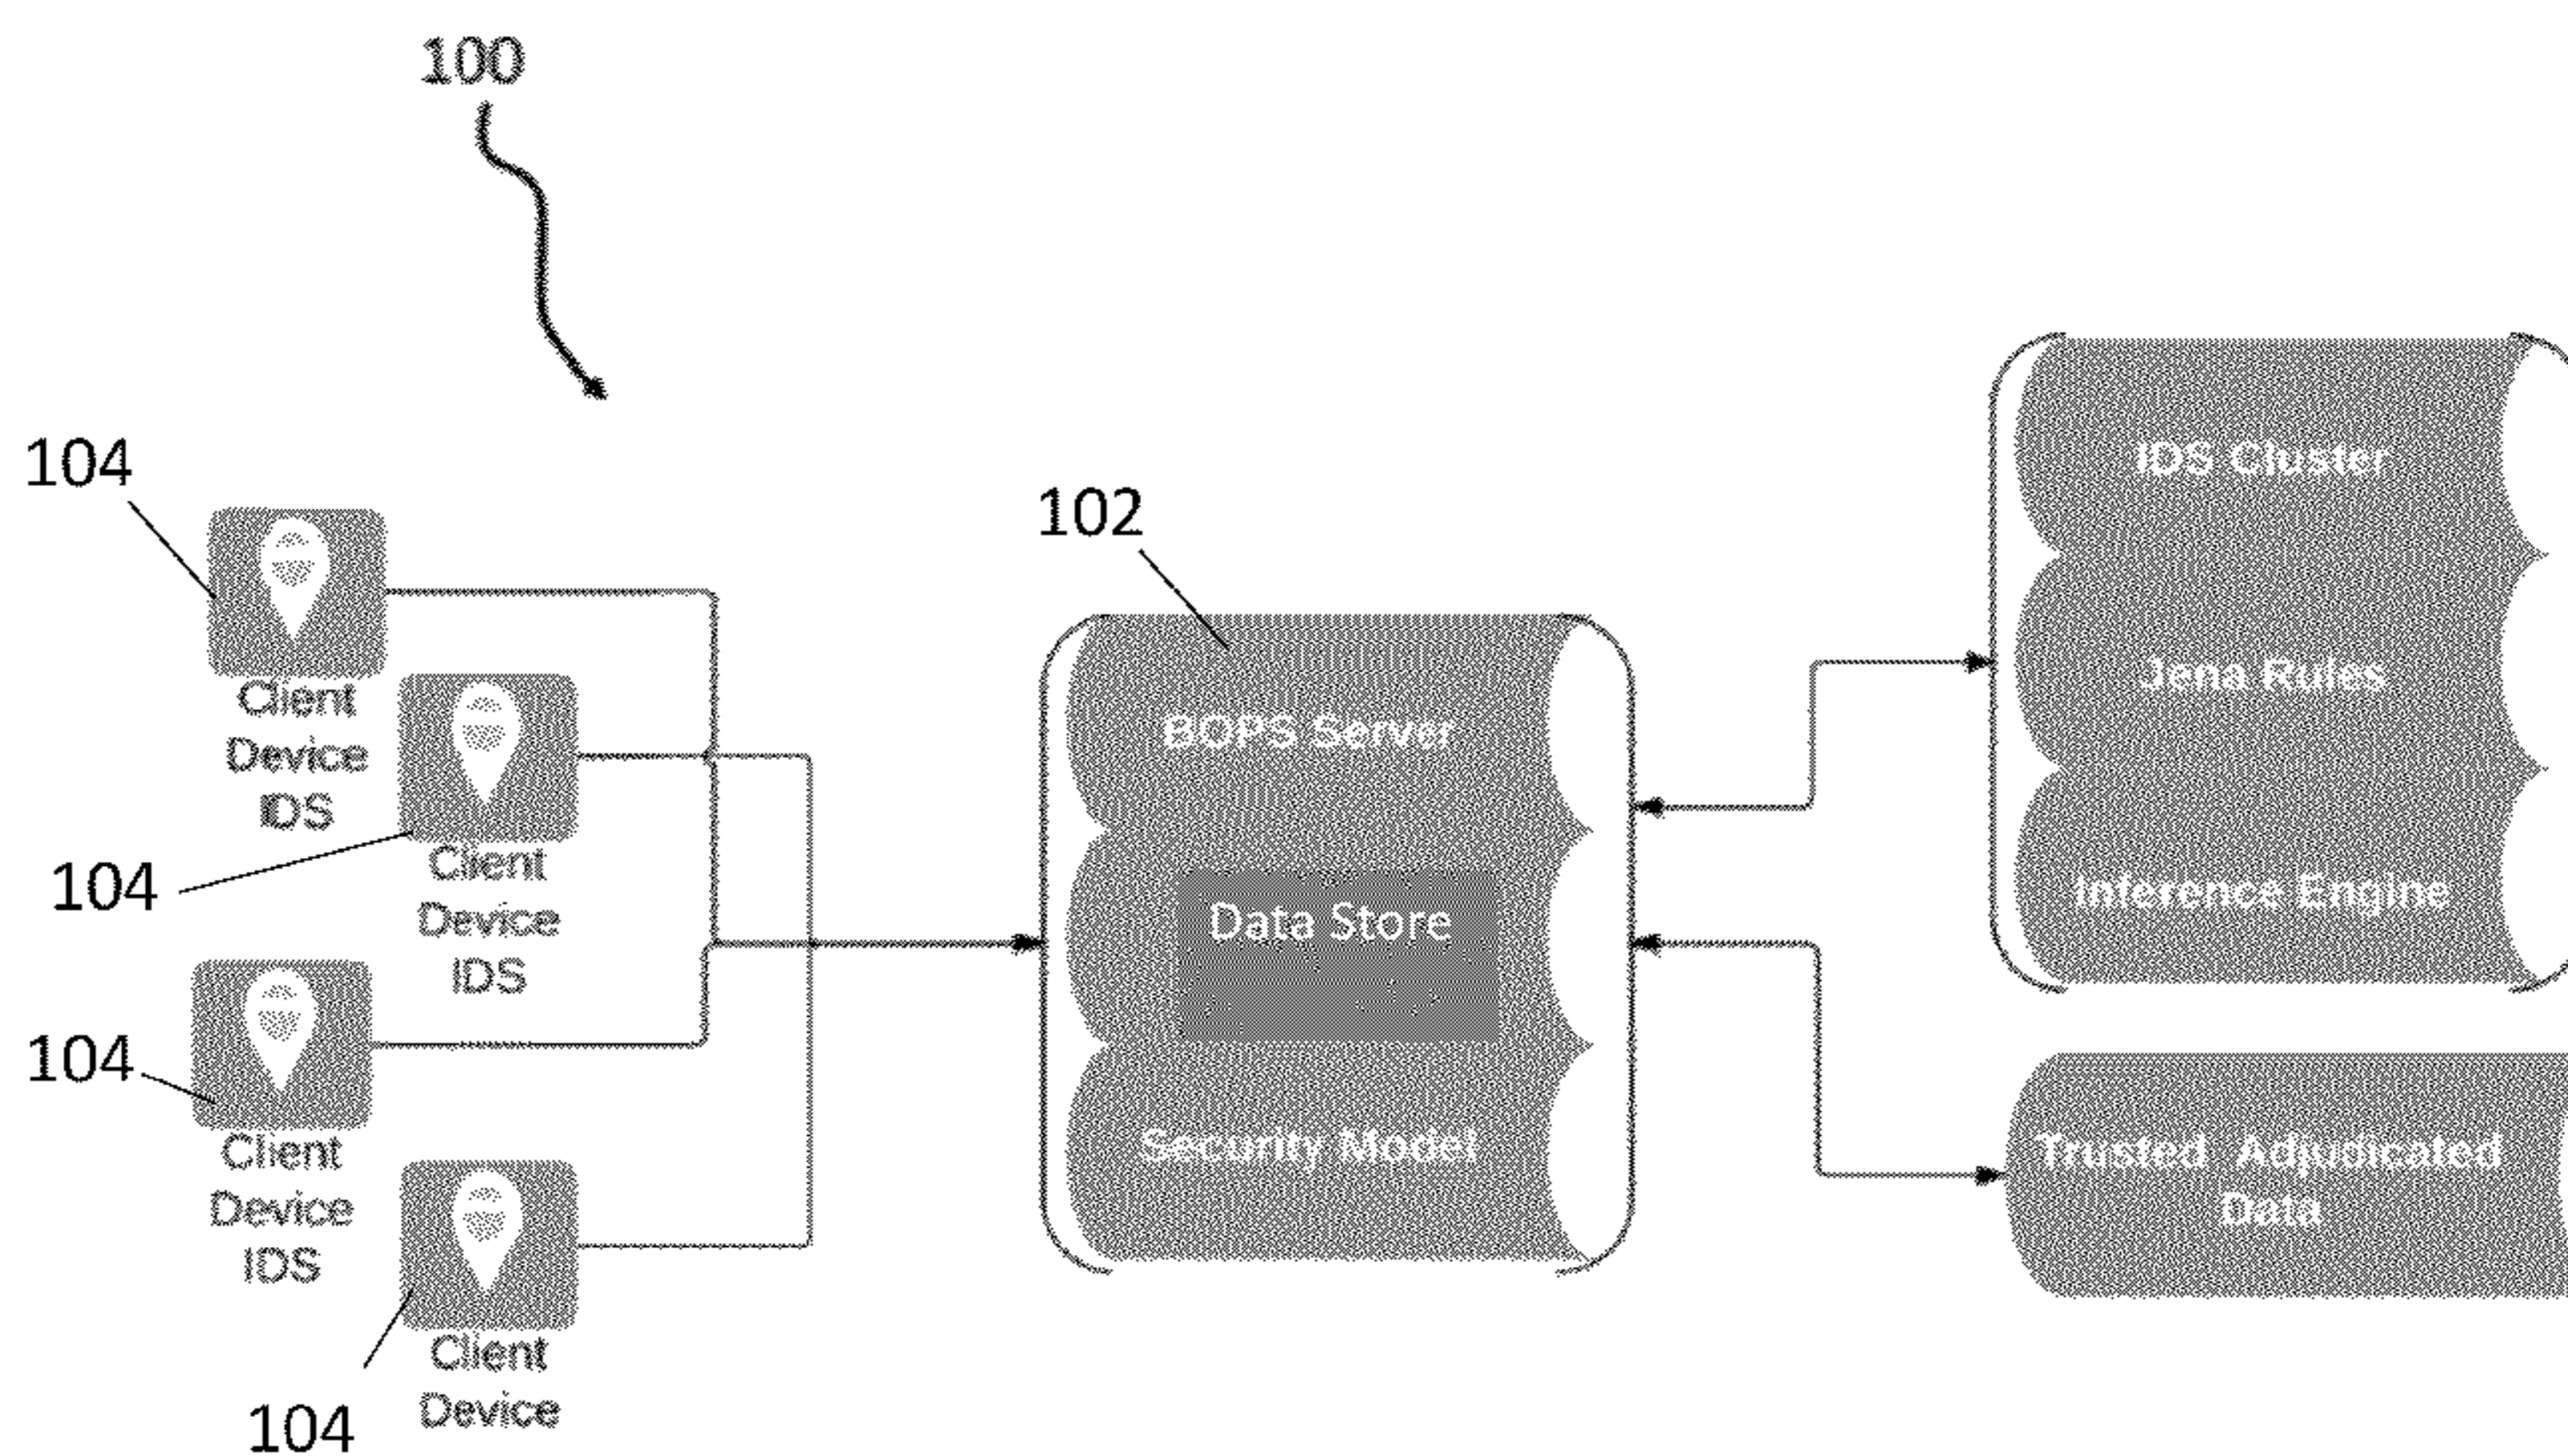 100
104
Client
Device
IDS
104
Client
Device
IDS
104
Client
Device
IDS
104
Client
Device
102
BOPS Server
Data Store
Security Model
IDS Cluster
Jena Rules
Inference Engine
Trusted Adjudicated
Data